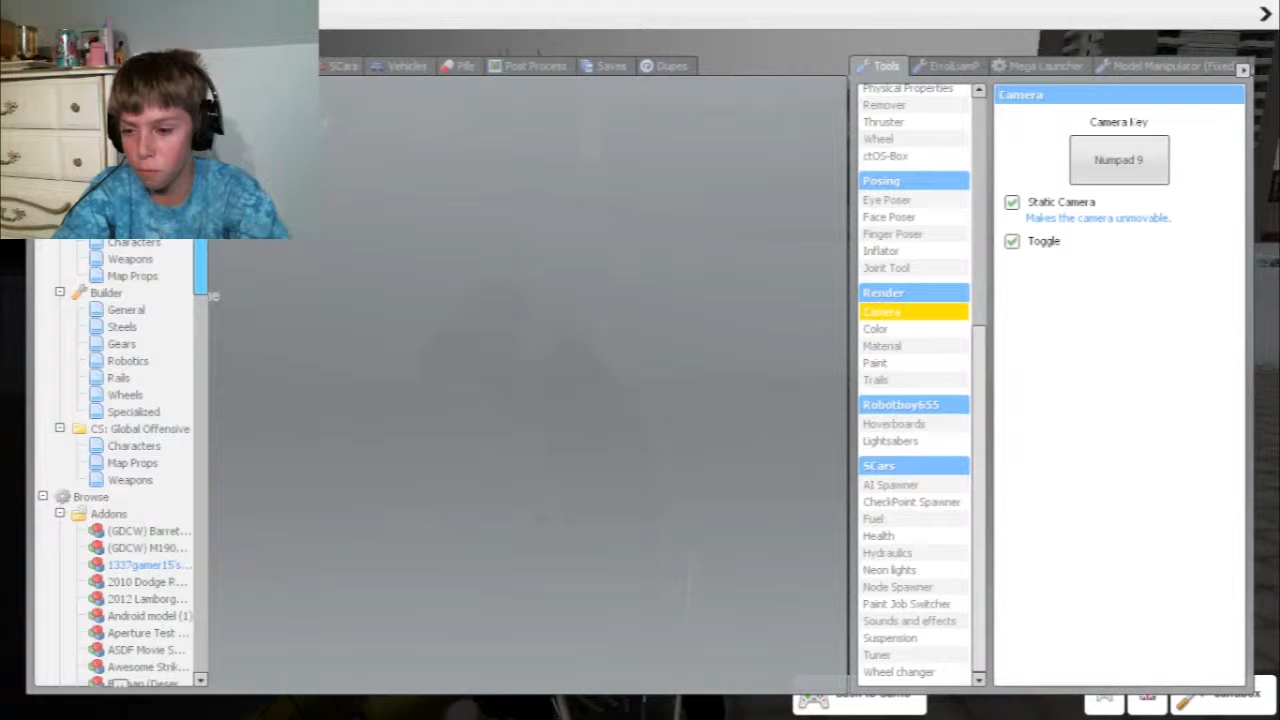 SCars
Vehicles
Pills
Post Process
Saves
Dupes
Tools
Mega Launcher
Model Manipulator (Fixed
Physical Properties
Remover
Thruster
Wheel
ctOS-Box
Posing
Eye Poser
Face Poser
Finger Poser
Inflator
Joint Tool
Render
Camera
Color
Material
Paint
Trails
Robotboy655
Hoverboards
Lightsabers
SCars
AI Spawner
CheckPoint Spawner
Fuel
Health
Hydraulics
Neon lights
Node Spawner
Paint Job Switcher
Sounds and effects
Suspension
Tuner
Wheel changer
Camera
Camera Key
Numpad 9
Static Camera
Makes the camera unmovable.
Toggle
Characters
Weapons
Map Props
Builder
General
Steels
Gears
Robotics
Rails
Wheels
Specialized
CS: Global Offensive
Characters
Map Props
Weapons
Browse
Addons
(GDCW) Barret...
(GDCW) M190...
1337gamer15's...
2010 Dodge R...
2012 Lamborg...
Android model (1)
Aperture Test ...
ASDF Movie S...
Awesome Strik...